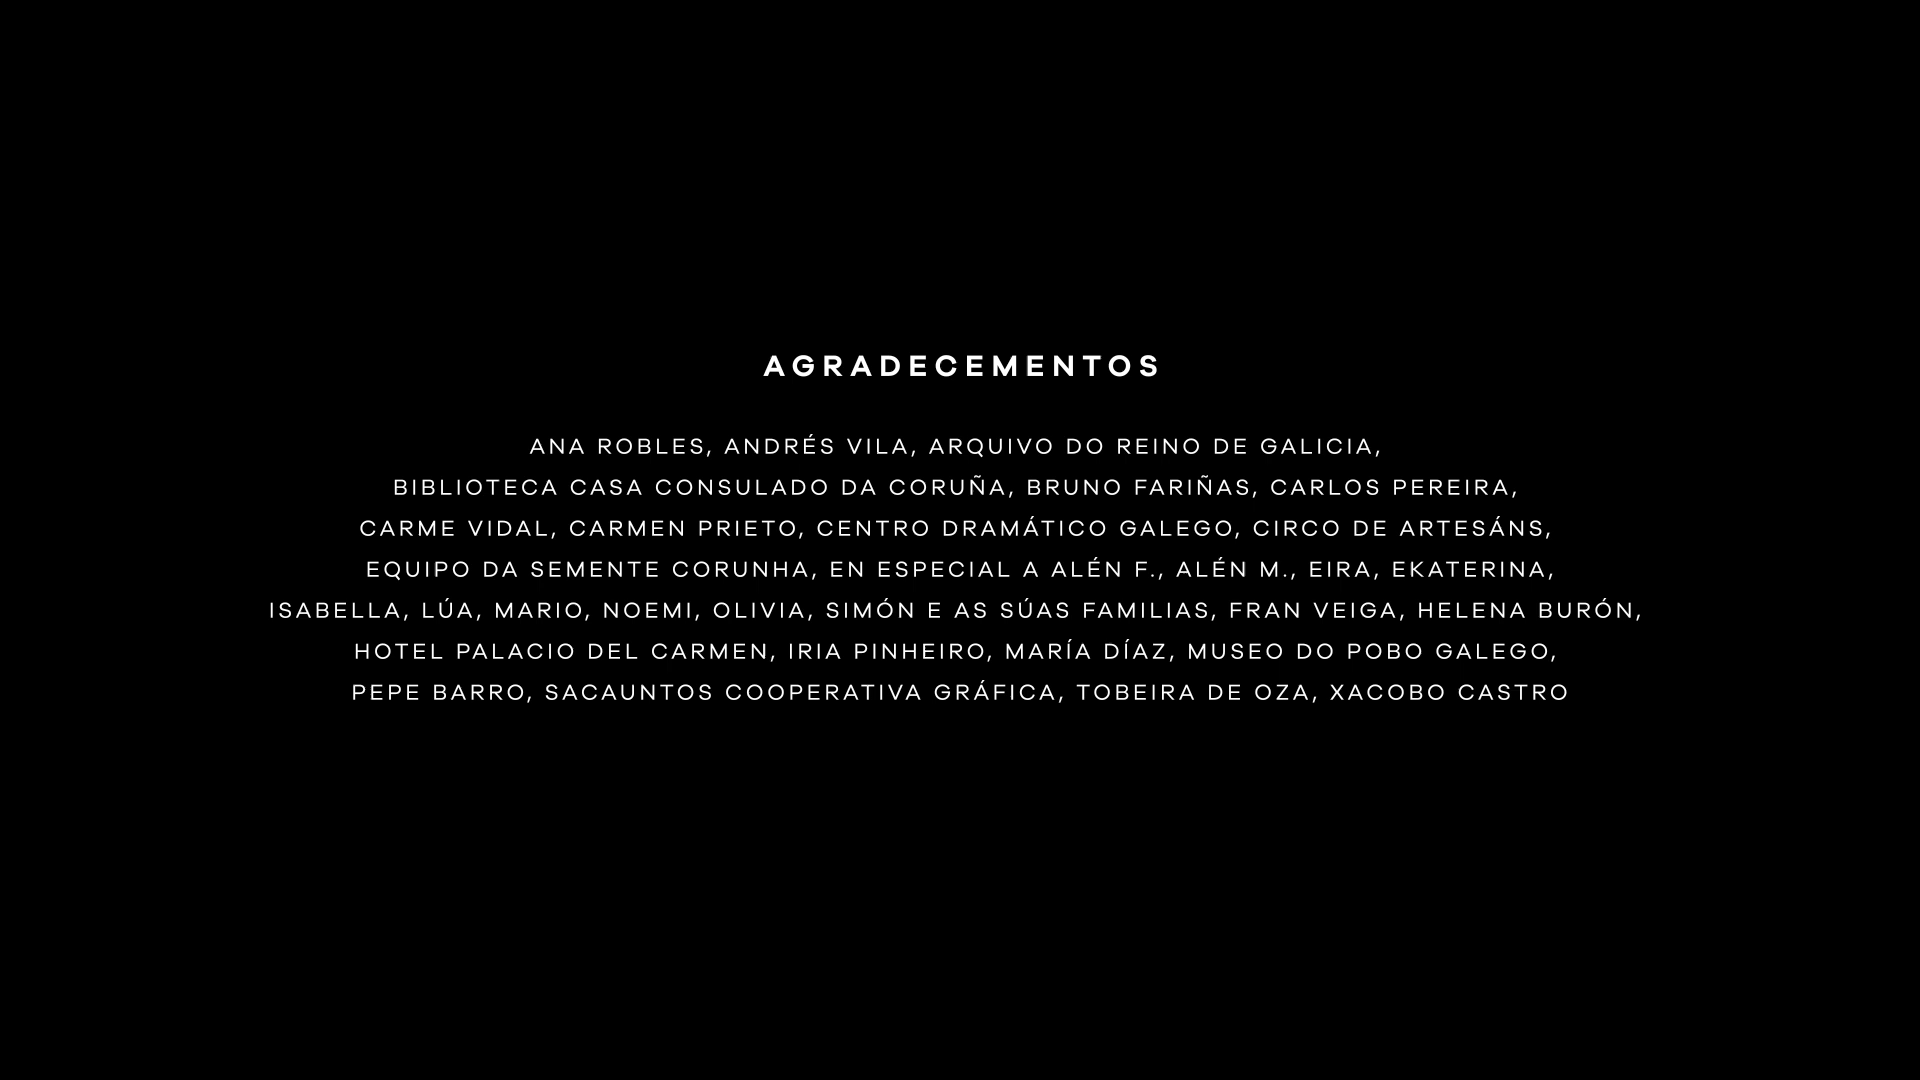 AGRADECEMENTOS
ANA ROBLES, ANDRÉS VILA, ARQUIVO DO REINO DE GALICIA,
BIBLIOTECA CASA CONSULADO DA CORUÑA, BRUNO FARIÑAS, CARLOS PEREIRA,
CARME VIDAL, CARMEN PRIETO, CENTRO DRAMÁTICO GALEGO, CIRCO DE ARTESÁNS,
EQUIPO DA SEMENTE CORUNHA, EN ESPECIAL A ALÉN F., ALÉN M., EIRA, EKATERINA,
ISABELLA, LÚA, MARIO, NOEMI, OLIVIA, SIMÓN E AS SÚAS FAMILIAS, FRAN VEIGA, HELENA BURÓN,
HOTEL PALACIO DEL CARMEN, IRIA PINHEIRO, MARÍA DÍAZ, MUSEO DO POBO GALEGO,
PEPE BARRO, SACAUNTOS COOPERATIVA GRÁFICA, TOBEIRA DE OZA, XACOBO CASTRO